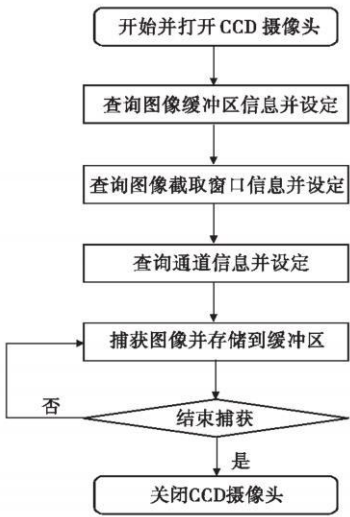 开始并打开 CCD 摄像头
查询图像缓冲区信息并设定
查询图像截取窗口信息并设定
查询通道信息并设定
捕获图像并存储到缓冲区
否
结束捕获
是
关闭CCD摄像头